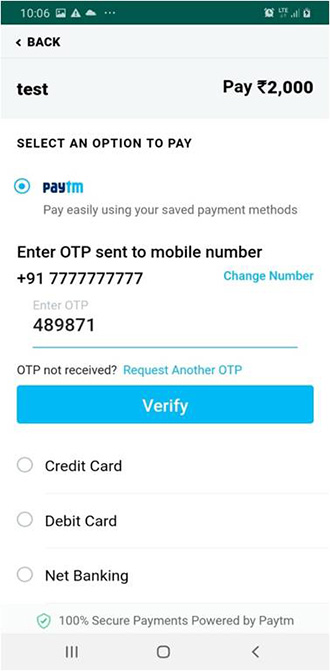 10:06
LTE
BACK
test
Pay ₹2,000
SELECT AN OPTION TO PAY
paytm
Pay easily using your saved payment methods
Enter OTP sent to mobile number
+91 7777777777
Change Number
Enter OTP
489871
OTP not received? Request Another OTP
Verify
Credit Card
Debit Card
Net Banking
100% Secure Payments Powered by Paytm